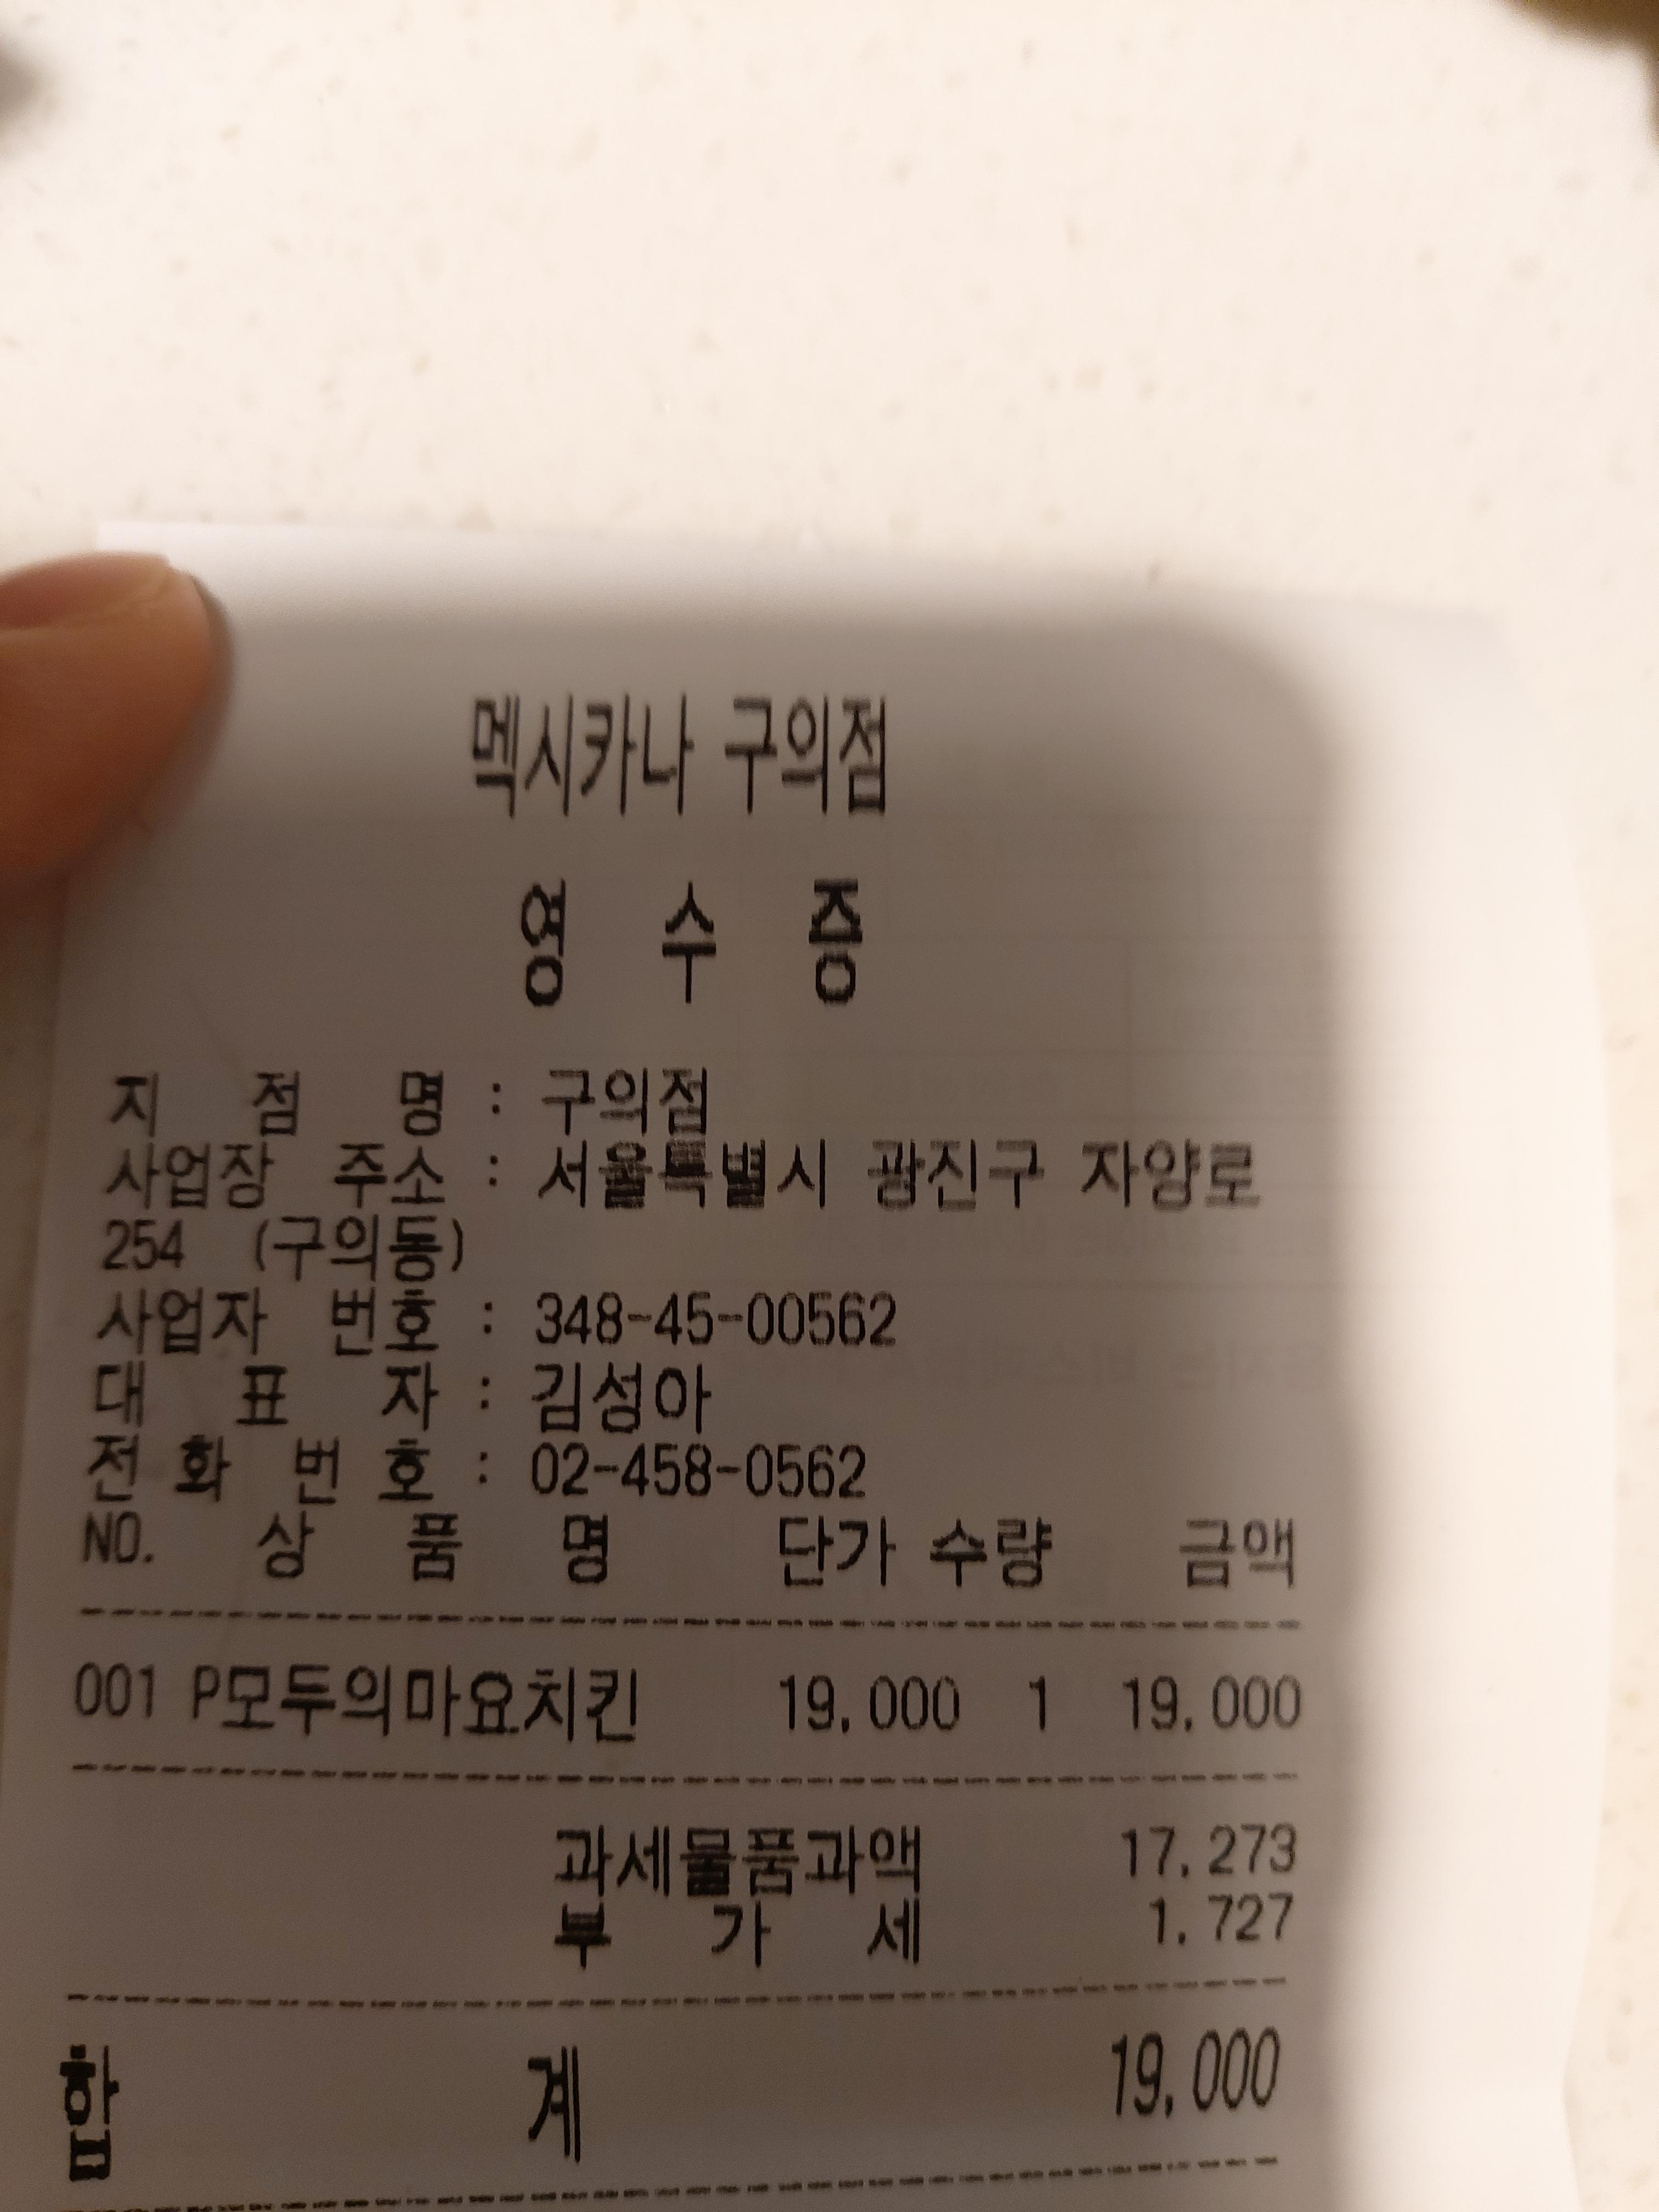 멕시카나 구의점
영 수 증
지 점 명 : 구의점
사업장 주소 : 서울특별시 광진구 자양로
254 (구의동)
사업자 번호 : 348-45-00562
대 표 자 : 김성아
전 화 번 호 : 02-458-0562
NO. 상 품 명 단가 수량 금액
001 P모두의마요치킨 19,000 1 19,000
과세물품과액 17,273
부 가 세 1,727
합 계 19,000